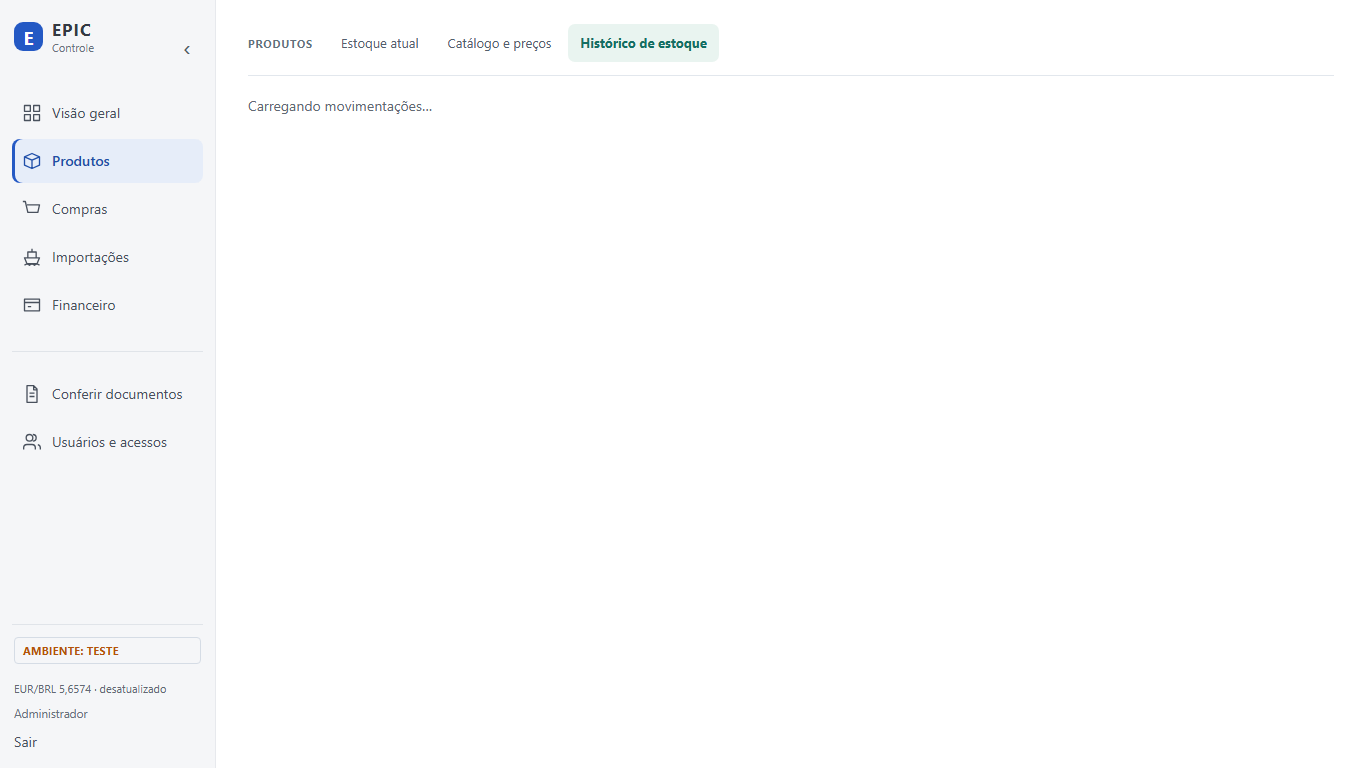 E
EPIC
Controle
‹
Visão geral
Produtos
Compras
Importações
Financeiro
Conferir documentos
Usuários e acessos
AMBIENTE: TESTE
EUR/BRL 5,6574 · desatualizado
Administrador
Sair
PRODUTOS Estoque atual Catálogo e preços Histórico de estoque
Carregando movimentações...